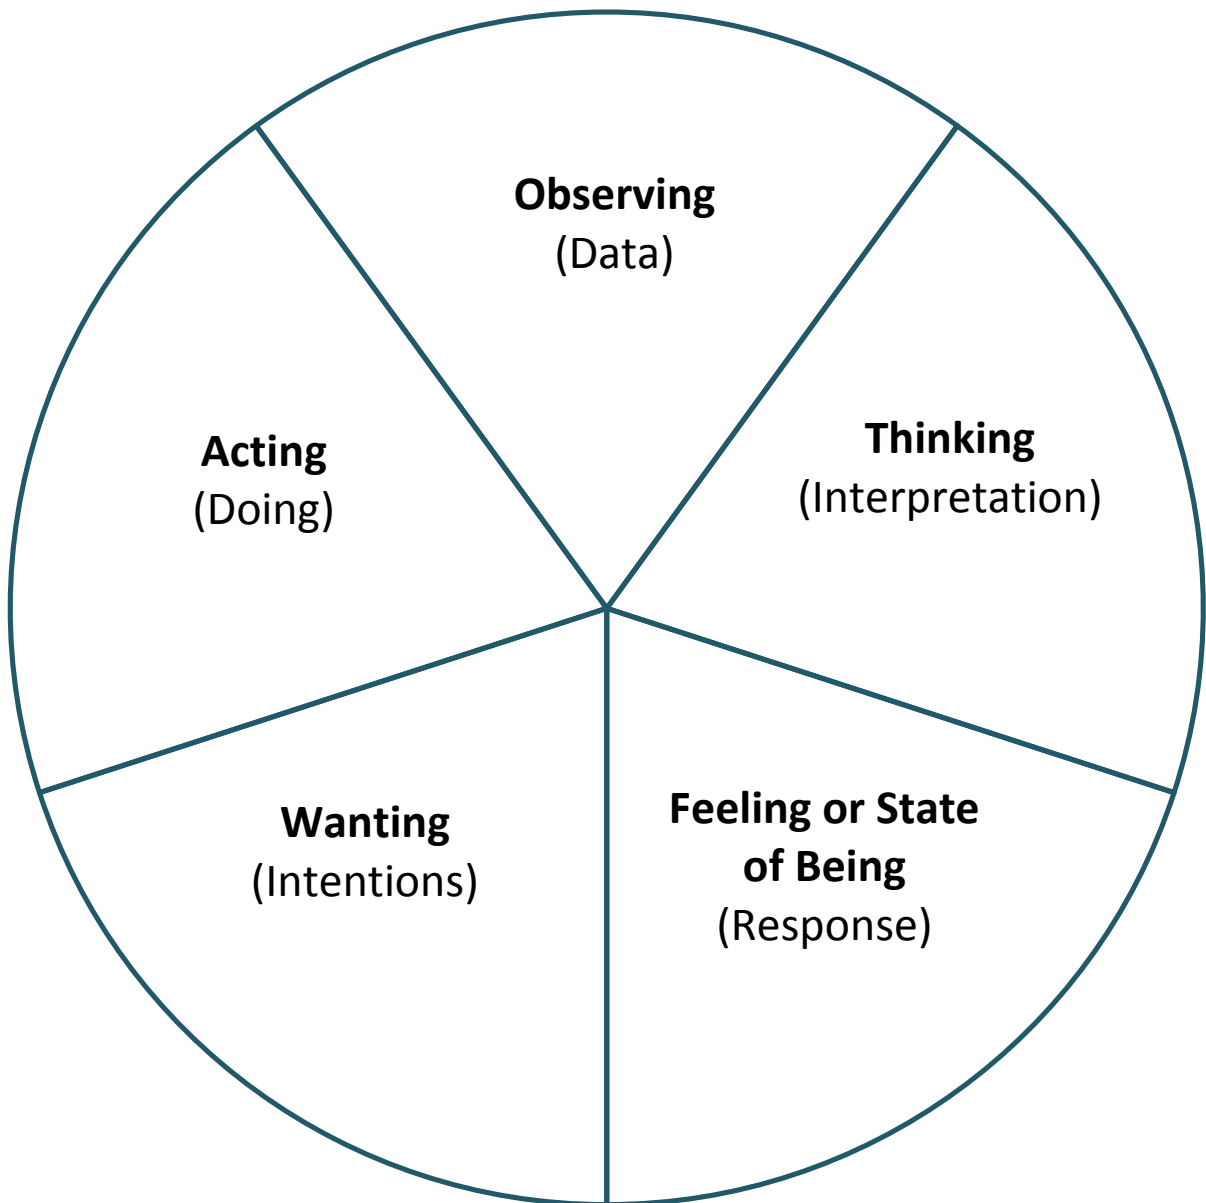 Observing
(Data)
Thinking
(Interpretation)
Acting
(Doing)
Feeling or State
of Being
(Response)
Wanting
(Intentions)